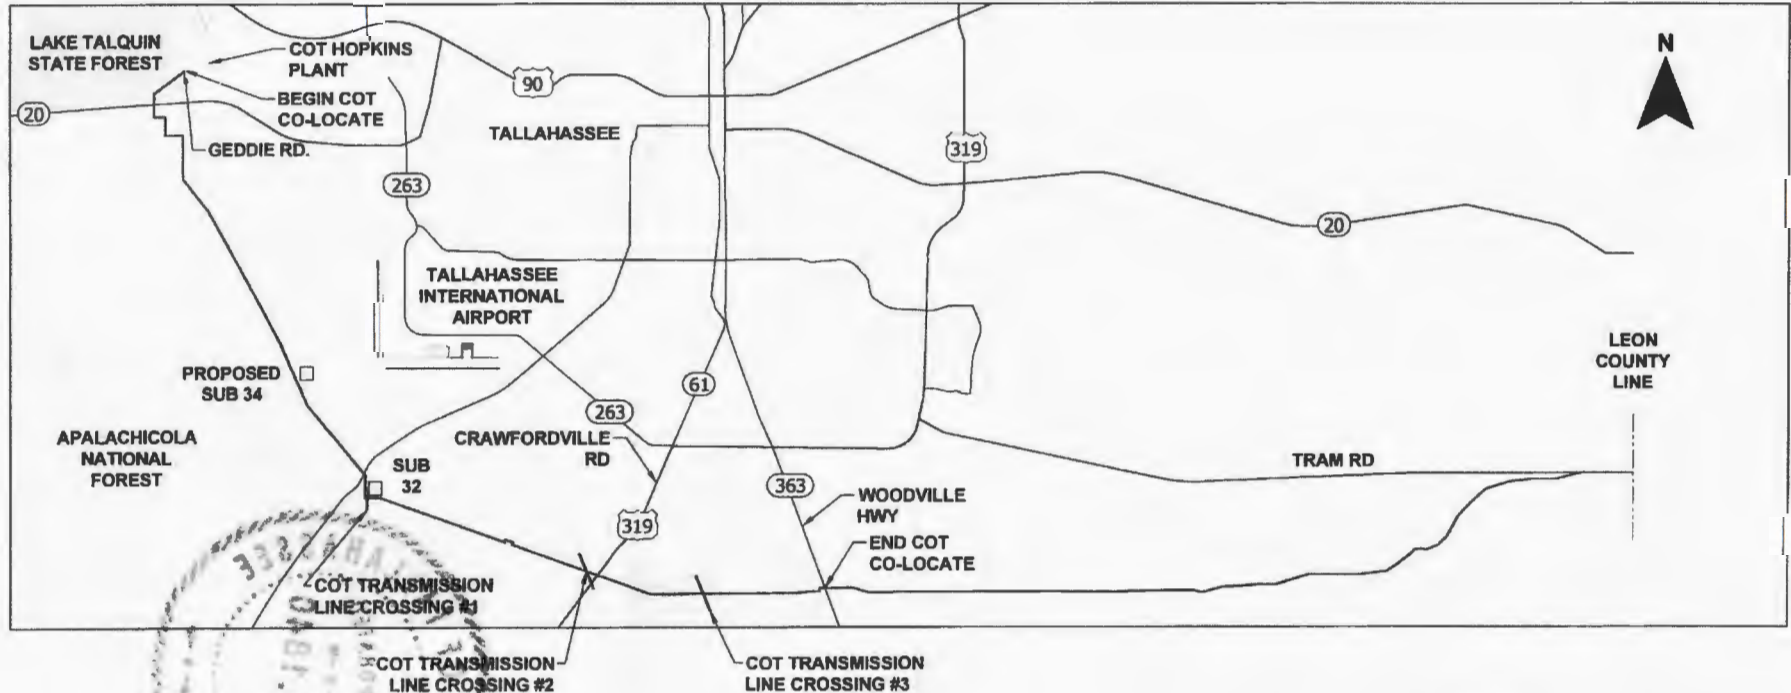 LAKE TALQUIN
STATE FOREST
COT HOPKINS
PLANT
N
90
20
BEGIN COT
CO-LOCATE
TALLAHASSEE
GEDDIE RD.
319
263
20
TALLAHASSEE
INTERNATIONAL
AIRPORT
LEON
COUNTY
LINE
PROPOSED
SUB 34
61
263
APALACHICOLA
NATIONAL
FOREST
CRAWFORDVILLE
RD
TRAM RD
SUB
32
363
WOODVILLE
HWY
319
END COT
CO-LOCATE
COT TRANSMISSION
LINE CROSSING #1
COT TRANSMISSION
LINE CROSSING #2
COT TRANSMISSION
LINE CROSSING #3